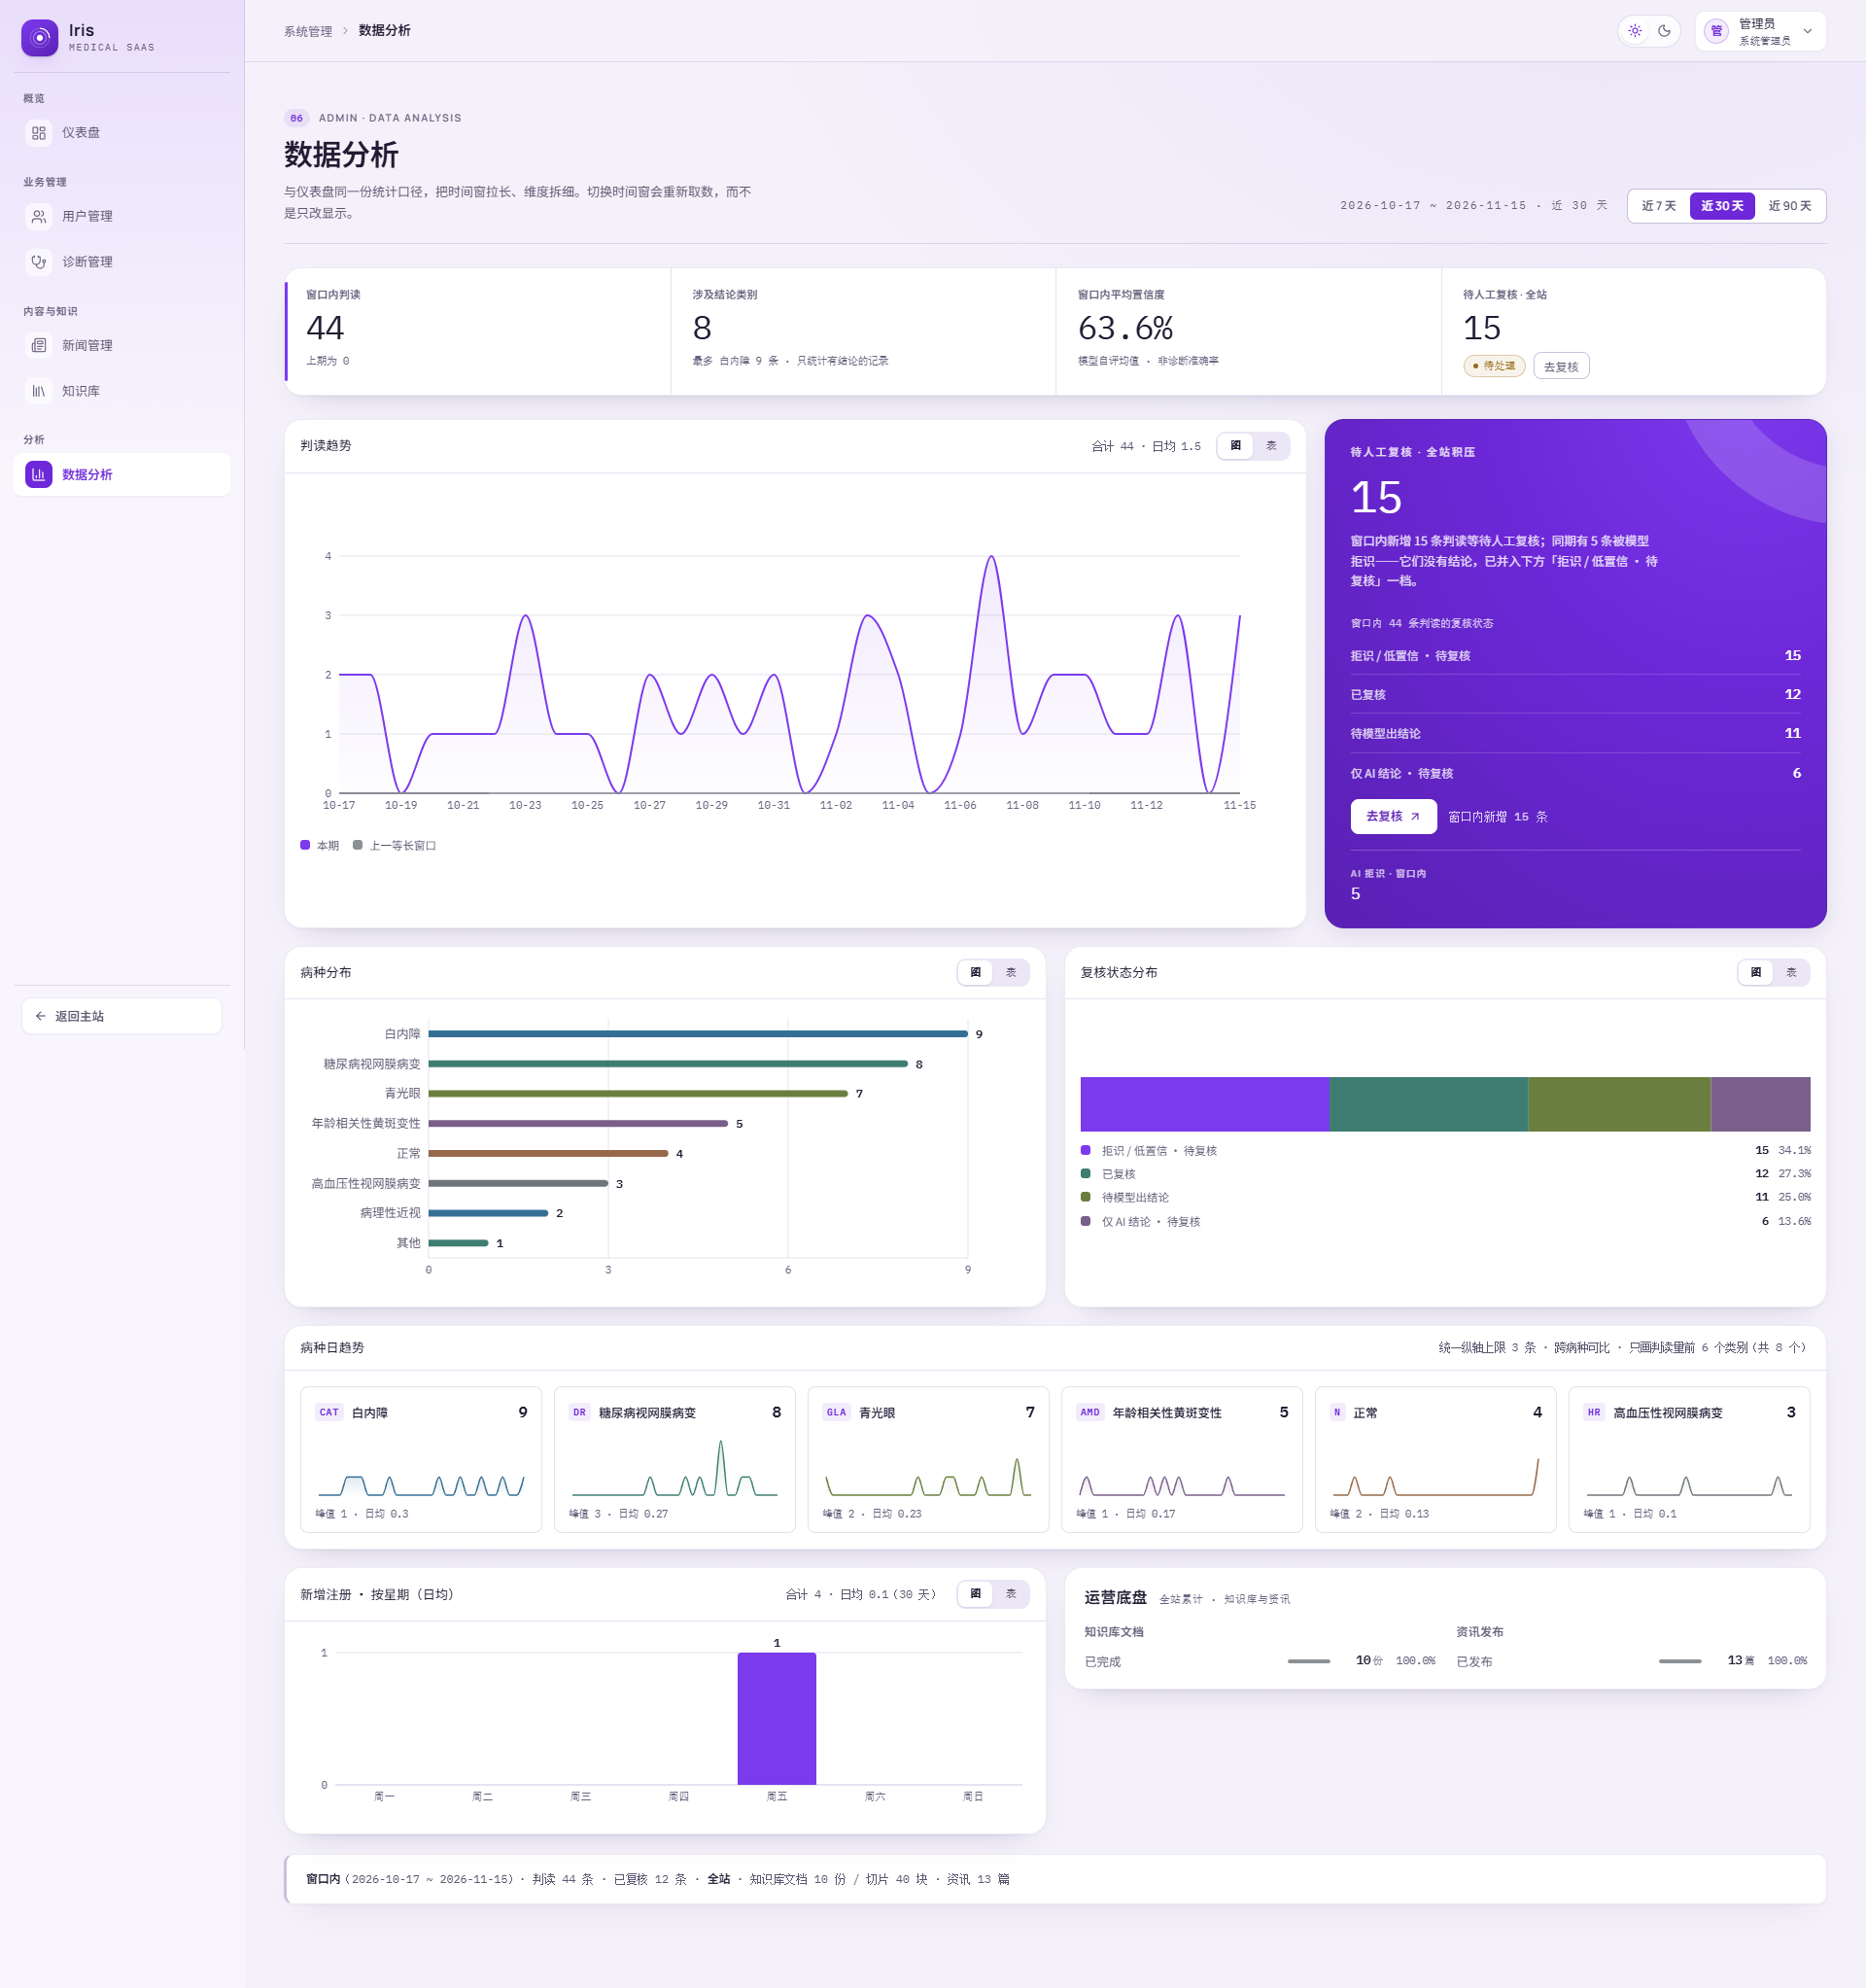 Iris
MEDICAL SAAS
概览
仪表盘
业务管理
用户管理
诊断管理
内容与知识
新闻管理
知识库
分析
数据分析
返回主站
系统管理 > 数据分析
管 管理员
系统管理员
06 ADMIN · DATA ANALYSIS
数据分析
与仪表盘同一份统计口径，把时间窗拉长、维度拆细。切换时间窗会重新取数，而不
是只改显示。
2026-10-17 ~ 2026-11-15 · 近 30 天
近 7 天 近 30 天 近 90 天
窗口内判读
44
上期为 0
涉及结论类别
8
最多 白内障 9 条 · 只统计有结论的记录
窗口内平均置信度
63.6%
模型自评均值 · 非诊断准确率
待人工复核 · 全站
15
待处理 去复核
判读趋势
合计 44 · 日均 1.5 图 表
4
3
2
1
0
10-17 10-19 10-21 10-23 10-25 10-27 10-29 10-31 11-02 11-04 11-06 11-08 11-10 11-12 11-15
本期 上一等长窗口
待人工复核 · 全站积压
15
窗口内新增 15 条判读等待人工复核；同期有 5 条被模型
拒识——它们没有结论，已并入下方「拒识 / 低置信 · 待
复核」一档。
窗口内 44 条判读的复核状态
拒识 / 低置信 · 待复核 15
已复核 12
待模型出结论 11
仅 AI 结论 · 待复核 6
去复核 窗口内新增 15 条
AI 拒识 · 窗口内
5
病种分布 图 表
白内障 9
糖尿病视网膜病变 8
青光眼 7
年龄相关性黄斑变性 5
正常 4
高血压性视网膜病变 3
病理性近视 2
其他 1
0 3 6 9
复核状态分布 图 表
拒识 / 低置信 · 待复核 15 34.1%
已复核 12 27.3%
待模型出结论 11 25.0%
仅 AI 结论 · 待复核 6 13.6%
病种日趋势
统一纵轴上限 3 条 · 跨病种可比 · 只画判读量前 6 个类别（共 8 个）
CAT 白内障 9
峰值 1 · 日均 0.3
DR 糖尿病视网膜病变 8
峰值 3 · 日均 0.27
GLA 青光眼 7
峰值 2 · 日均 0.23
AMD 年龄相关性黄斑变性 5
峰值 1 · 日均 0.17
N 正常 4
峰值 2 · 日均 0.13
HR 高血压性视网膜病变 3
峰值 1 · 日均 0.1
新增注册 · 按星期（日均）
合计 4 · 日均 0.1（30 天） 图 表
1
1
0
周一 周二 周三 周四 周五 周六 周日
运营底盘 全站累计 · 知识库与资讯
知识库文档
已完成 10 份 100.0%
资讯发布
已发布 13 篇 100.0%
窗口内（2026-10-17 ~ 2026-11-15）· 判读 44 条 · 已复核 12 条 · 全站 · 知识库文档 10 份 / 切片 40 块 · 资讯 13 篇